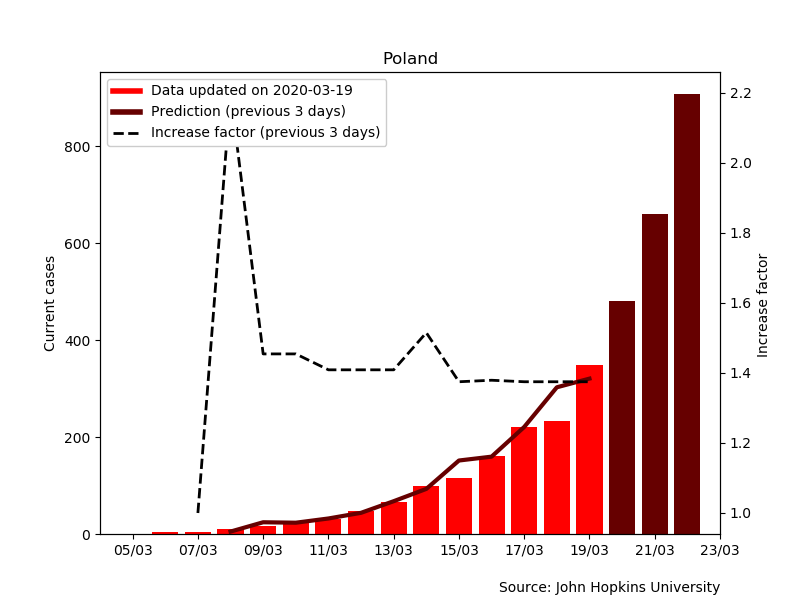 Poland
Data updated on 2020-03-19
Prediction (previous 3 days)
Increase factor (previous 3 days)
Current cases
800
600
400
200
0
2.2
2.0
1.8
1.6
1.4
1.2
1.0
Increase factor
05/03 07/03 09/03 11/03 13/03 15/03 17/03 19/03 21/03 23/03
Source: John Hopkins University